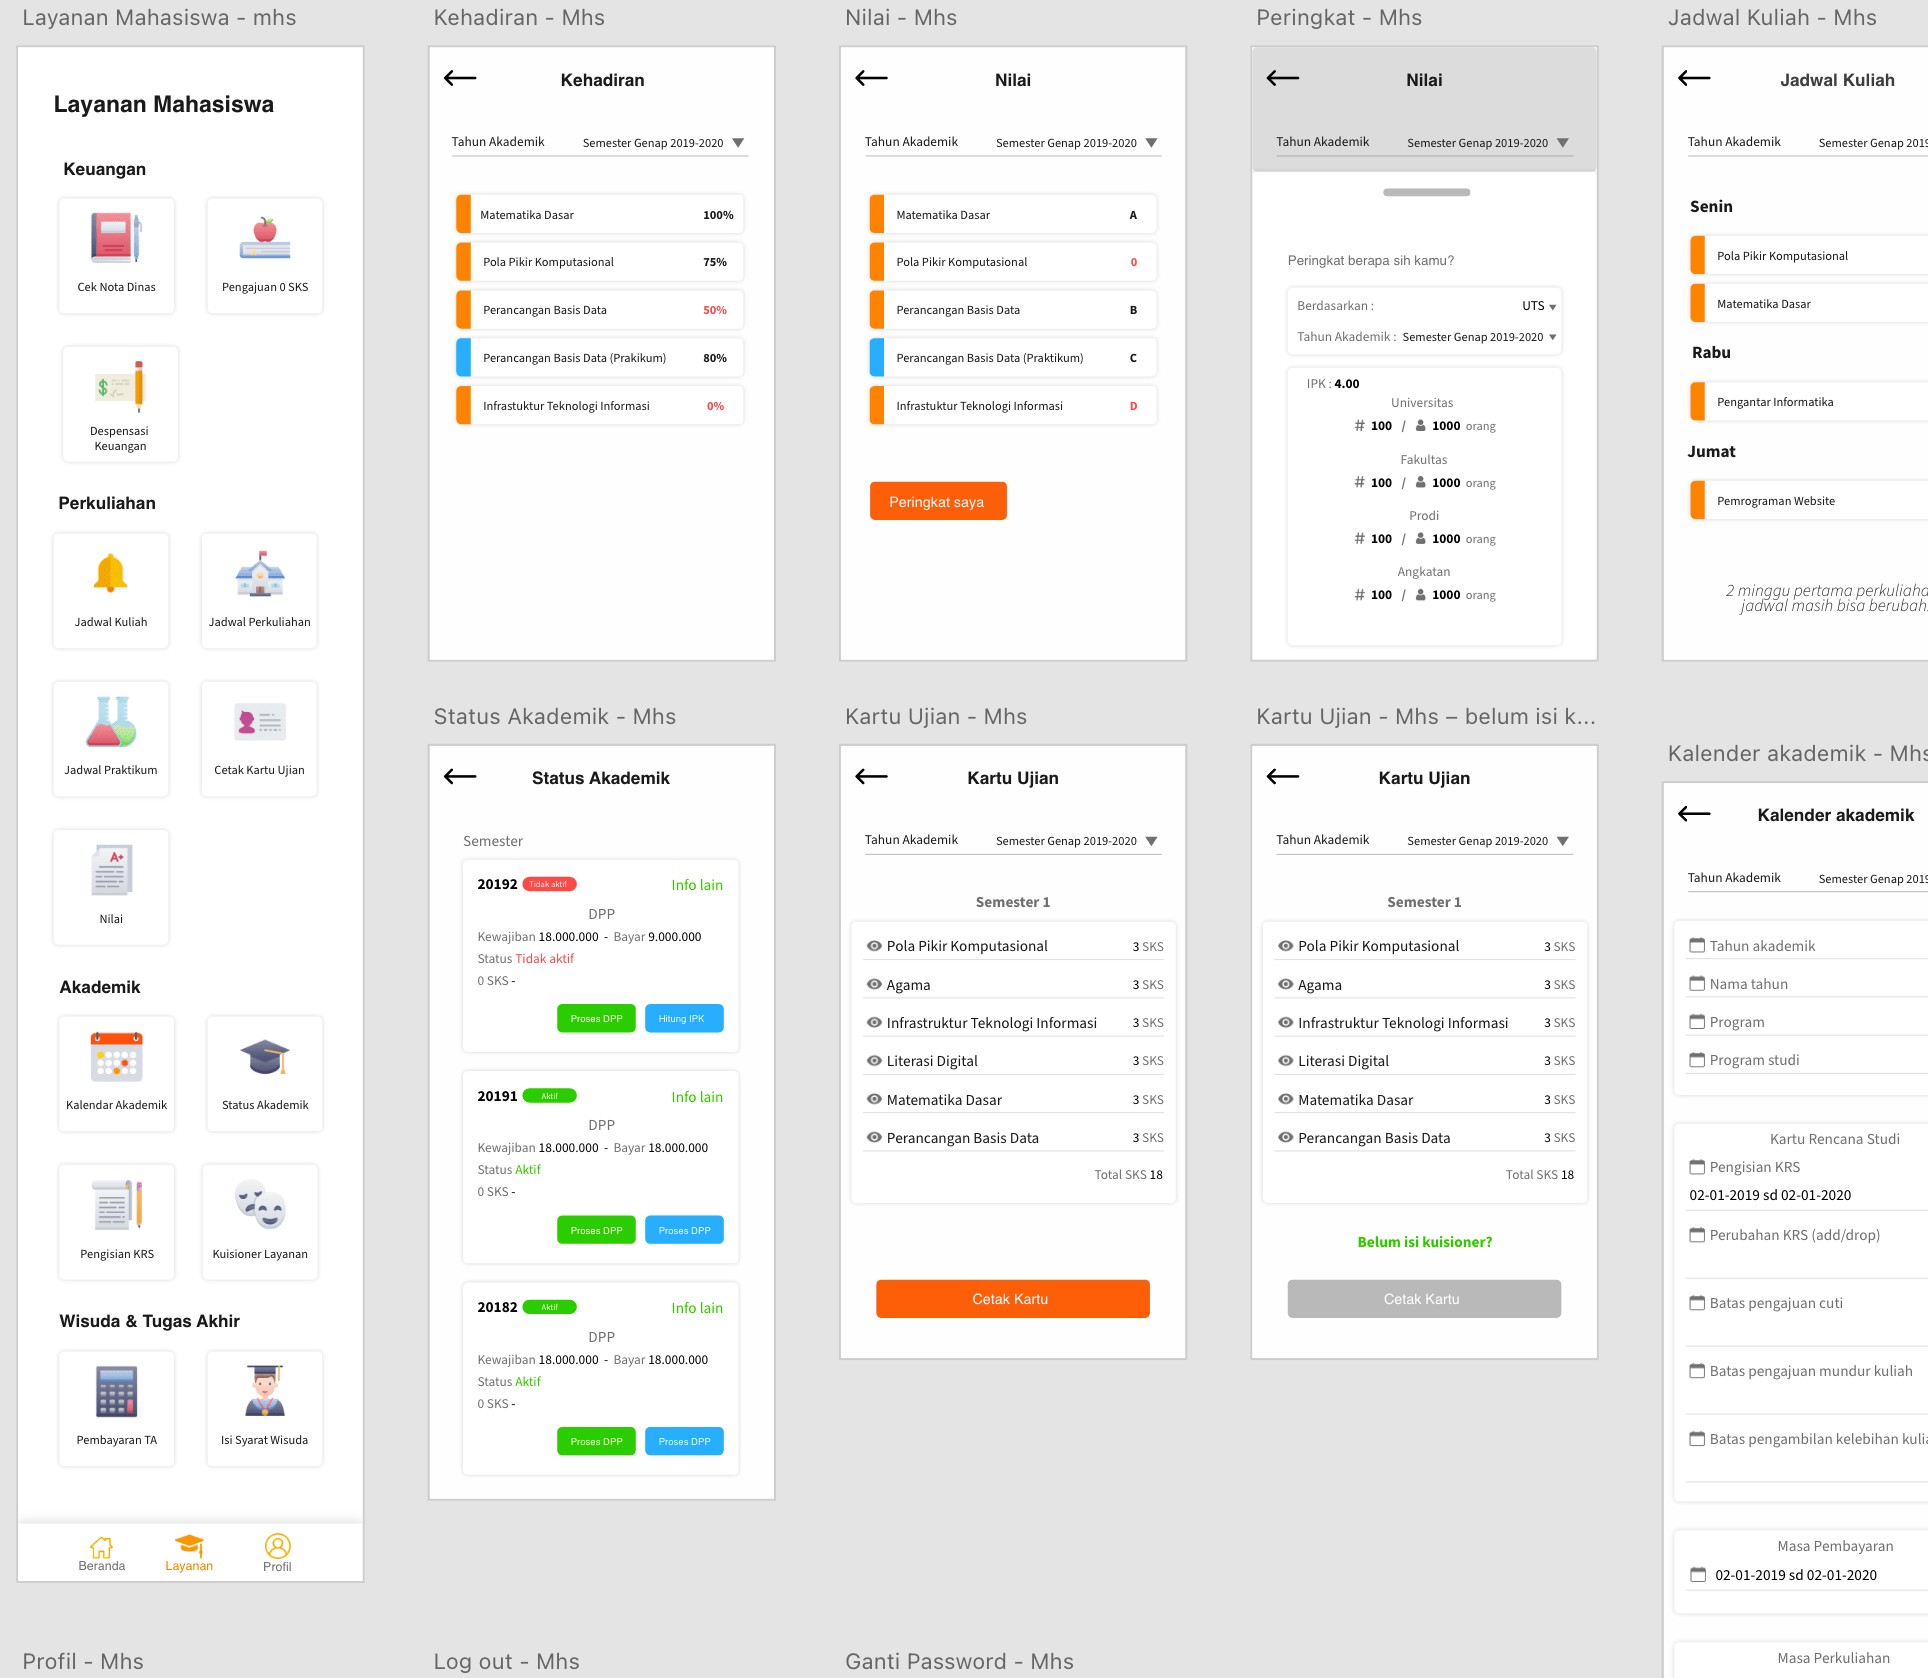 Layanan Mahasiswa - mhs
Layanan Mahasiswa
Keuangan
Cek Nota Dinas
Pengajuan 0 SKS
Despensasi
Keuangan
Perkuliahan
Jadwal Kuliah
Jadwal Perkuliahan
Jadwal Praktikum
Cetak Kartu Ujian
A+
Nilai
Akademik
Kalendar Akademik
Status Akademik
Pengisian KRS
Kuisioner Layanan
Wisuda & Tugas Akhir
Pembayaran TA
Isi Syarat Wisuda
Beranda
Layanan
Profil
Kehadiran - Mhs
Kehadiran
Tahun Akademik Semester Genap 2019-2020
Matematika Dasar 100%
Pola Pikir Komputasional 75%
Perancangan Basis Data 50%
Perancangan Basis Data (Prakikum) 80%
Infrastuktur Teknologi Informasi 0%
Nilai - Mhs
Nilai
Tahun Akademik Semester Genap 2019-2020
Matematika Dasar A
Pola Pikir Komputasional 0
Perancangan Basis Data B
Perancangan Basis Data (Praktikum) C
Infrastuktur Teknologi Informasi D
Peringkat saya
Peringkat - Mhs
Nilai
Tahun Akademik Semester Genap 2019-2020
Peringkat berapa sih kamu?
Berdasarkan : UTS
Tahun Akademik : Semester Genap 2019-2020
IPK : 4.00
Universitas
# 100 / 1000 orang
Fakultas
# 100 / 1000 orang
Prodi
# 100 / 1000 orang
Angkatan
# 100 / 1000 orang
Jadwal Kuliah - Mhs
Jadwal Kuliah
Tahun Akademik Semester Genap 2019
Senin
Pola Pikir Komputasional
Matematika Dasar
Rabu
Pengantar Informatika
Jumat
Pemrograman Website
2 minggu pertama perkuliaha
jadwal masih bisa berubah
Status Akademik - Mhs
Status Akademik
Semester
20192 Tidak aktif Info lain
DPP
Kewajiban 18.000.000 - Bayar 9.000.000
Status Tidak aktif
0 SKS -
Proses DPP Hitung IPK
20191 Aktif Info lain
DPP
Kewajiban 18.000.000 - Bayar 18.000.000
Status Aktif
0 SKS -
Proses DPP Proses DPP
20182 Aktif Info lain
DPP
Kewajiban 18.000.000 - Bayar 18.000.000
Status Aktif
0 SKS -
Proses DPP Proses DPP
Kartu Ujian - Mhs
Kartu Ujian
Tahun Akademik Semester Genap 2019-2020
Semester 1
Pola Pikir Komputasional 3 SKS
Agama 3 SKS
Infrastruktur Teknologi Informasi 3 SKS
Literasi Digital 3 SKS
Matematika Dasar 3 SKS
Perancangan Basis Data 3 SKS
Total SKS 18
Cetak Kartu
Kartu Ujian - Mhs – belum isi k...
Kartu Ujian
Tahun Akademik Semester Genap 2019-2020
Semester 1
Pola Pikir Komputasional 3 SKS
Agama 3 SKS
Infrastruktur Teknologi Informasi 3 SKS
Literasi Digital 3 SKS
Matematika Dasar 3 SKS
Perancangan Basis Data 3 SKS
Total SKS 18
Belum isi kuisioner?
Cetak Kartu
Kalender akademik - Mhs
Kalender akademik
Tahun Akademik Semester Genap 2019
Tahun akademik
Nama tahun
Program
Program studi
Kartu Rencana Studi
Pengisian KRS
02-01-2019 sd 02-01-2020
Perubahan KRS (add/drop)
Batas pengajuan cuti
Batas pengajuan mundur kuliah
Batas pengambilan kelebihan kulia
Masa Pembayaran
02-01-2019 sd 02-01-2020
Masa Perkuliahan
Profil - Mhs
Log out - Mhs
Ganti Password - Mhs